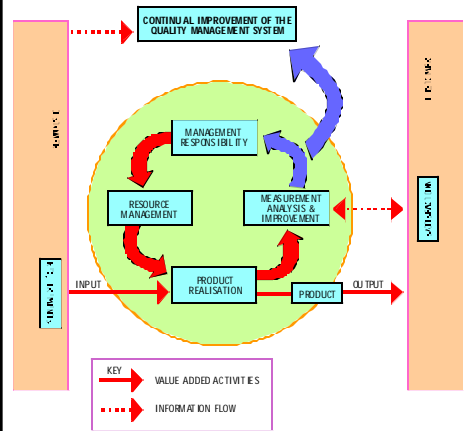 CONTINUAL IMPROVEMENT OF THE
QUALITY MANAGEMENT SYSTEM
MANAGEMENT
RESPONSIBILITY
RESOURCE
MANAGEMENT
MEASUREMENT
ANALYSIS &
IMPROVEMENT
PRODUCT
REALISATION
INPUT
PRODUCT
OUTPUT
KEY
VALUE ADDED ACTIVITIES
INFORMATION FLOW